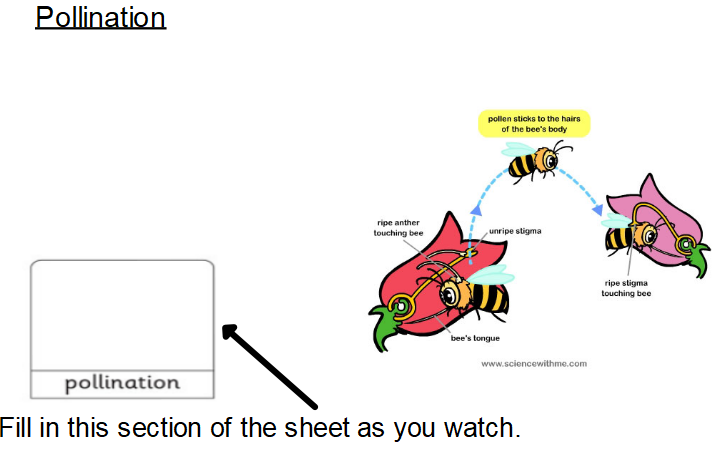 Pollination
pollen sticks to the hairs
of the bee's body
ripe anther
touching bee
unripe stigma
ripe stigma
touching bee
bee's tongue
www.sciencewithme.com
pollination
Fill in this section of the sheet as you watch.